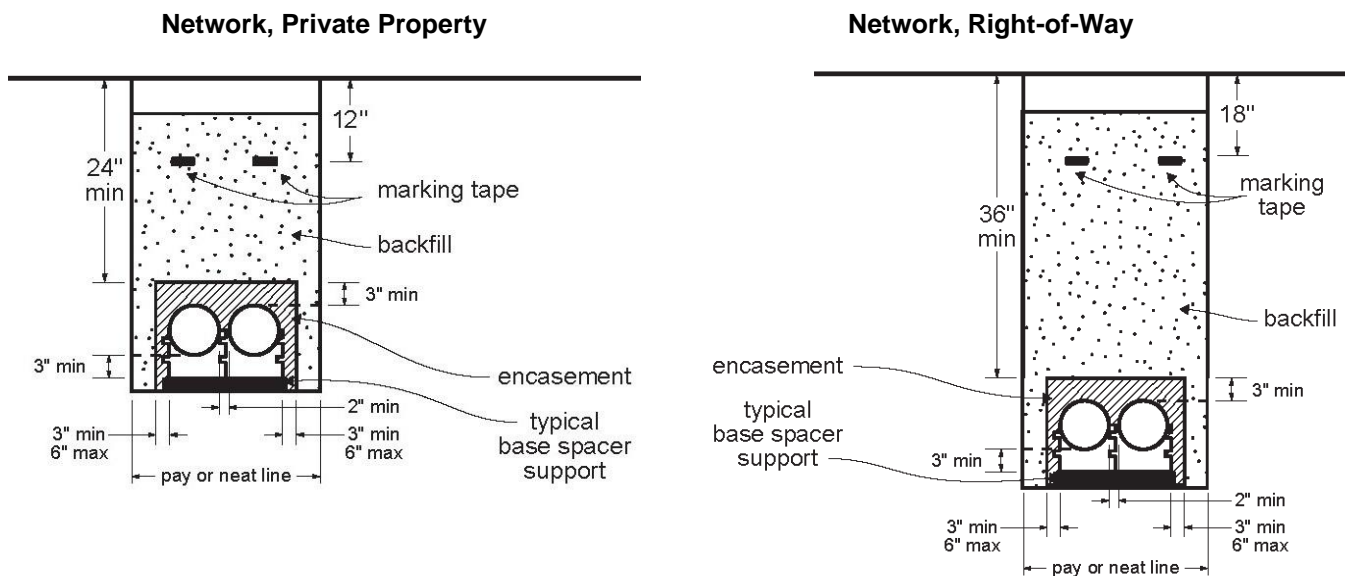 Network, Private Property
12"
24"
min
marking tape
backfill
3" min
3" min
encasement
2" min
typical
base spacer
support
3" min
6" max
3" min
6" max
pay or neat line
Network, Right-of-Way
18"
36"
min
marking
tape
backfill
encasement
3" min
typical
base spacer
support
3" min
2" min
3" min
6" max
3" min
6" max
pay or neat line